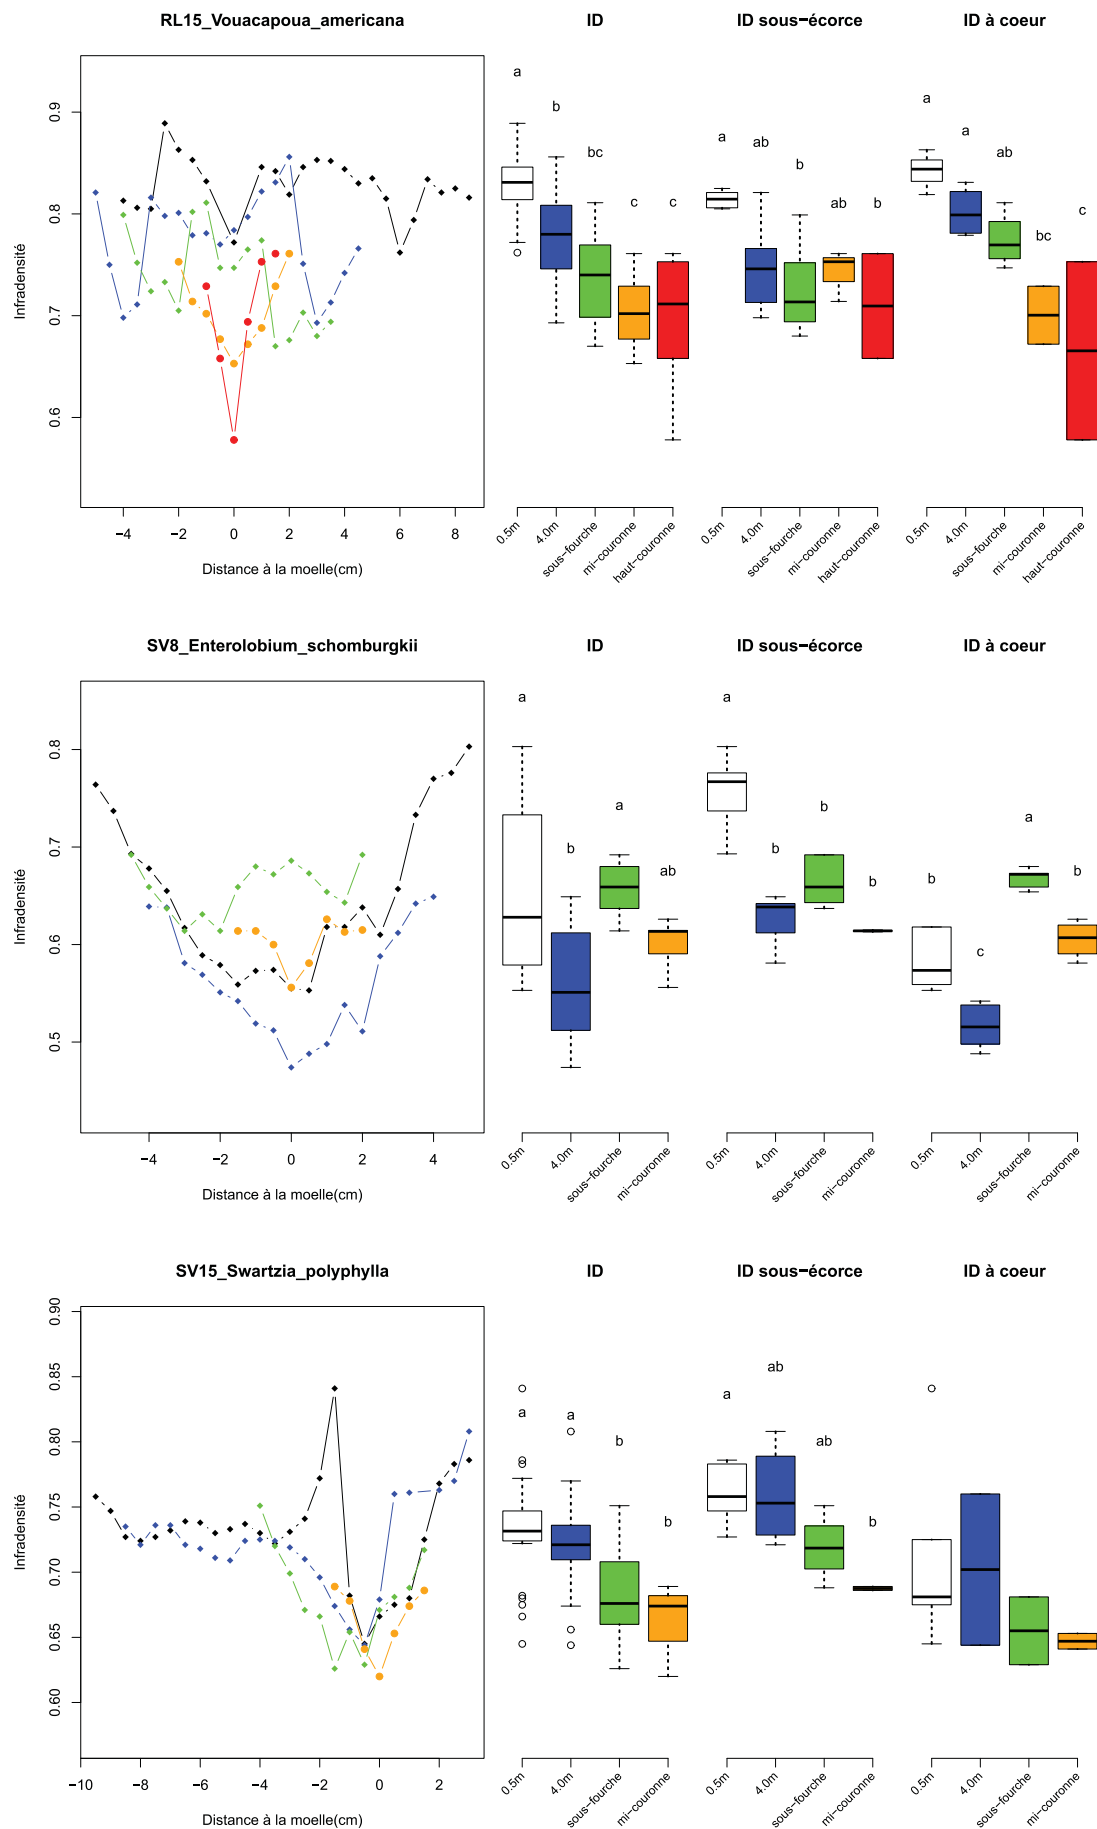 RL15_Vouacapoua_americana
ID
ID sous−écorce
ID à coeur
0.9
0.8
0.7
0.6
Infradensité
−4 −2 0 2 4 6 8
Distance à la moelle(cm)
a
b
bc
c
c
0.5m
4.0m
sous−fourche
mi−couronne
haut−couronne
a
ab
b
ab
b
0.5m
4.0m
sous−fourche
mi−couronne
haut−couronne
a
a
ab
bc
c
0.5m
4.0m
sous−fourche
mi−couronne
haut−couronne
SV8_Enterolobium_schomburgkii
ID
ID sous−écorce
ID à coeur
0.8
0.7
0.6
0.5
Infradensité
−4 −2 0 2 4
Distance à la moelle(cm)
a
b
a
ab
0.5m
4.0m
sous−fourche
mi−couronne
a
b
b
b
0.5m
4.0m
sous−fourche
mi−couronne
b
c
a
b
0.5m
4.0m
sous−fourche
mi−couronne
SV15_Swartzia_polyphylla
ID
ID sous−écorce
ID à coeur
0.90
0.85
0.80
0.75
0.70
0.65
0.60
Infradensité
−10 −8 −6 −4 −2 0 2
Distance à la moelle(cm)
a
a
b
b
0.5m
4.0m
sous−fourche
mi−couronne
a
ab
ab
b
0.5m
4.0m
sous−fourche
mi−couronne
0.5m
4.0m
sous−fourche
mi−couronne